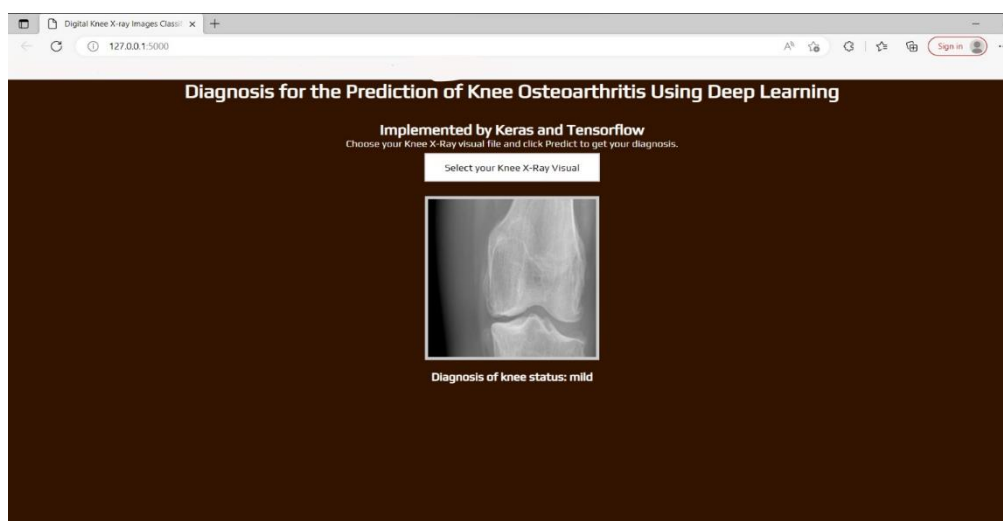 Digital Knee X-ray Images Classi
127.0.0.1:5000
Sign in
Diagnosis for the Prediction of Knee Osteoarthritis Using Deep Learning
Implemented by Keras and Tensorflow
Choose your Knee X-Ray visual file and click Predict to get your diagnosis.
Select your Knee X-Ray Visual
Diagnosis of knee status: mild